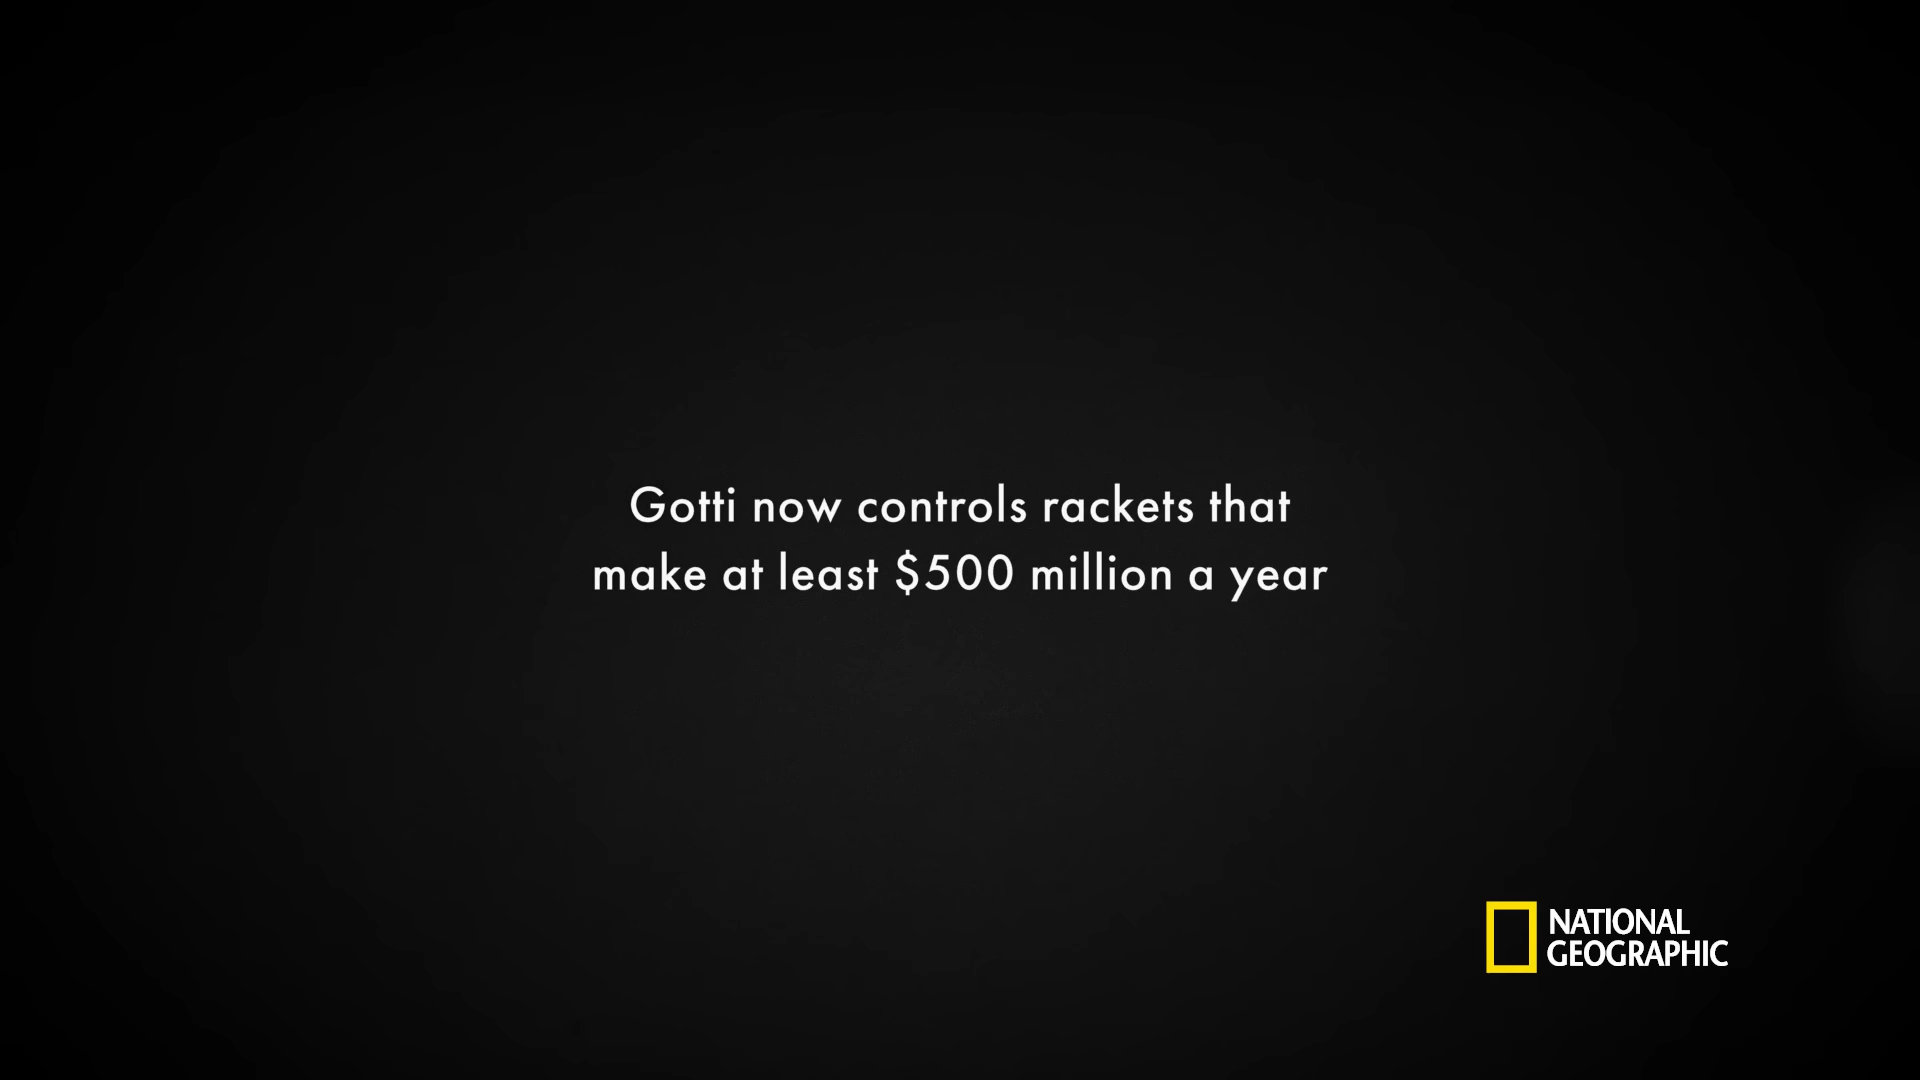 Gotti now controls rackets that
make at least $500 million a year
NATIONAL
GEOGRAPHIC